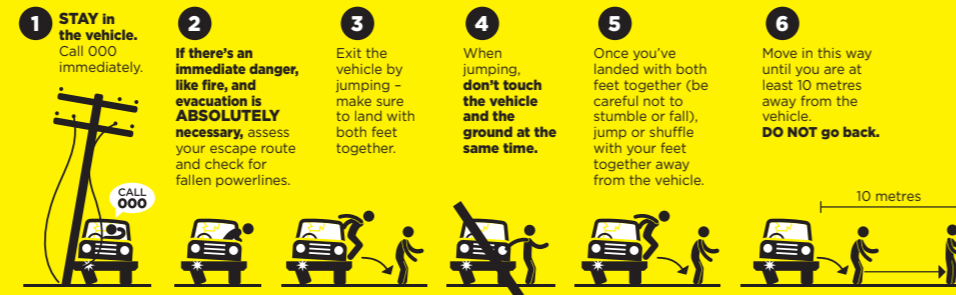 1
STAY in
the vehicle.
Call 000
immediately.
CALL
000
2
If there's an
immediate danger,
like fire, and
evacuation is
ABSOLUTELY
necessary, assess
your escape route
and check for
fallen powerlines.
3
Exit the
vehicle by
jumping –
make sure
to land with
both feet
together.
4
When
jumping,
don't touch
the vehicle
and the
ground at the
same time.
5
Once you've
landed with both
feet together (be
careful not to
stumble or fall),
jump or shuffle
with your feet
together away
from the vehicle.
6
Move in this way
until you are at
least 10 metres
away from the
vehicle.
DO NOT go back.
10 metres